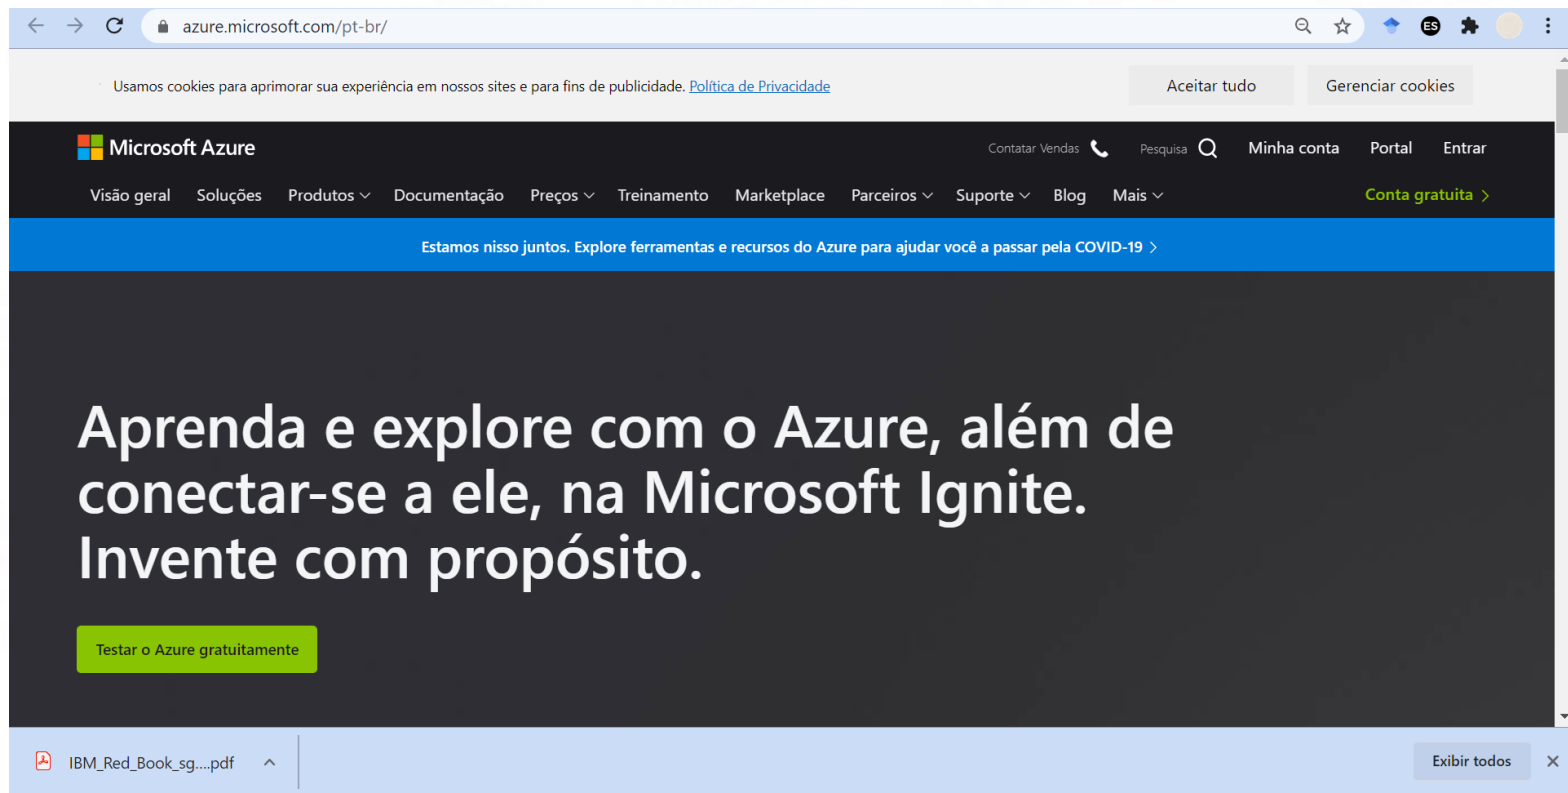 azure.microsoft.com/pt-br/
ES
Usamos cookies para aprimorar sua experiência em nossos sites e para fins de publicidade. Política de Privacidade
Aceitar tudo
Gerenciar cookies
Microsoft Azure
Contatar Vendas
Pesquisa
Minha conta
Portal
Entrar
Visão geral
Soluções
Produtos
Documentação
Preços
Treinamento
Marketplace
Parceiros
Suporte
Blog
Mais
Conta gratuita
Estamos nisso juntos. Explore ferramentas e recursos do Azure para ajudar você a passar pela COVID-19
Aprenda e explore com o Azure, além de
conectar-se a ele, na Microsoft Ignite.
Invente com propósito.
Testar o Azure gratuitamente
IBM_Red_Book_sg....pdf
Exibir todos